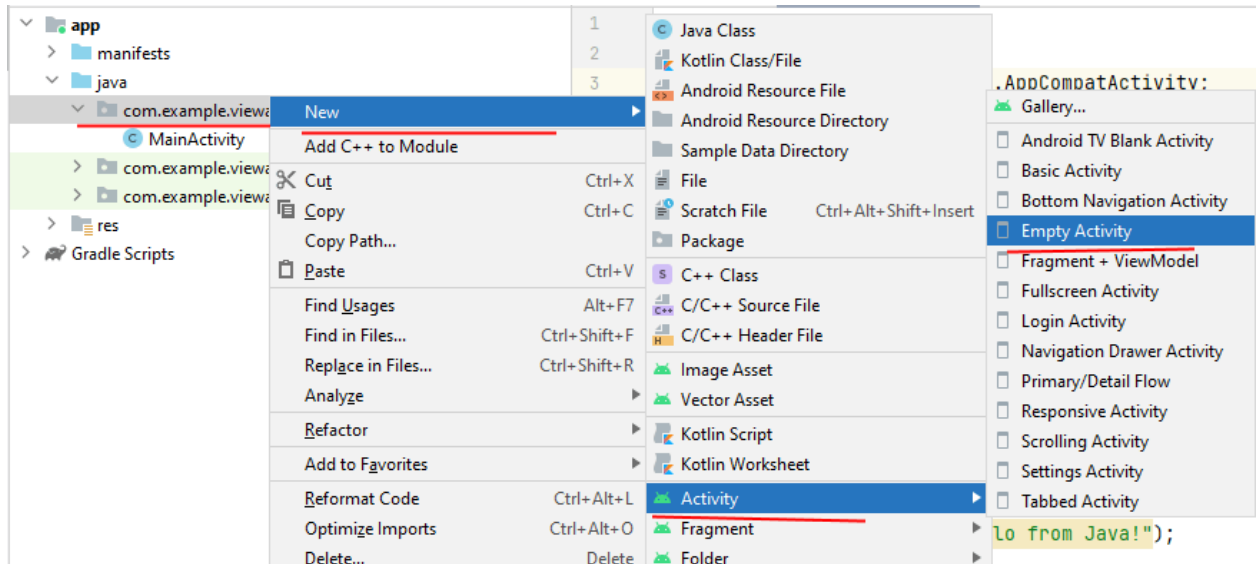 app
manifests
java
com.example.viewa
MainActivity
com.example.viewa
com.example.viewa
res
Gradle Scripts
1
2
3
.AppCompatActivity;
lo from Java!");
New
Add C++ to Module
Cut Ctrl+X
Copy Ctrl+C
Copy Path...
Paste Ctrl+V
Find Usages Alt+F7
Find in Files... Ctrl+Shift+F
Replace in Files... Ctrl+Shift+R
Analyze
Refactor
Add to Favorites
Reformat Code Ctrl+Alt+L
Optimize Imports Ctrl+Alt+O
Delete... Delete
Java Class
Kotlin Class/File
Android Resource File
Android Resource Directory
Sample Data Directory
File
Scratch File Ctrl+Alt+Shift+Insert
Package
C++ Class
C/C++ Source File
C/C++ Header File
Image Asset
Vector Asset
Kotlin Script
Kotlin Worksheet
Activity
Fragment
Folder
Gallery...
Android TV Blank Activity
Basic Activity
Bottom Navigation Activity
Empty Activity
Fragment + ViewModel
Fullscreen Activity
Login Activity
Navigation Drawer Activity
Primary/Detail Flow
Responsive Activity
Scrolling Activity
Settings Activity
Tabbed Activity